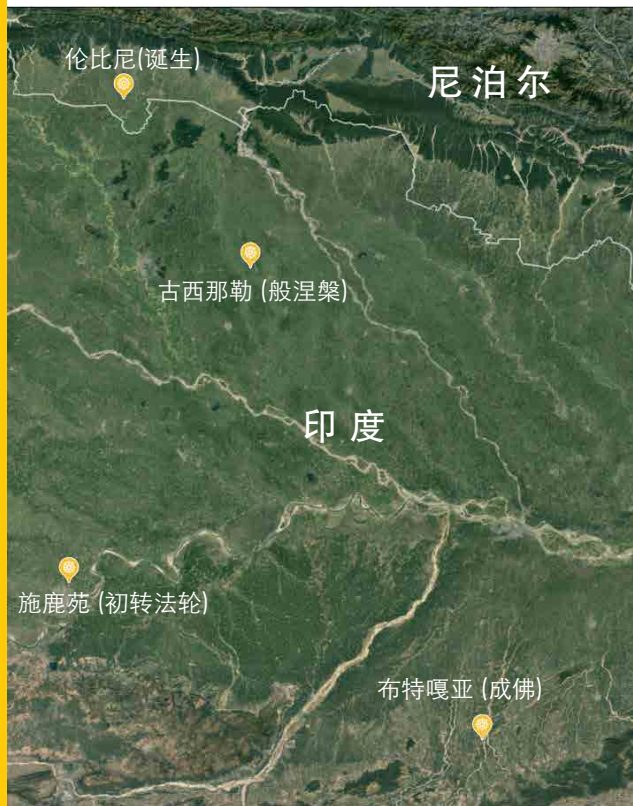 伦比尼(诞生)
尼泊尔
古西那勒 (般涅槃)
印度
施鹿苑 (初转法轮)
布特嘎亚 (成佛)